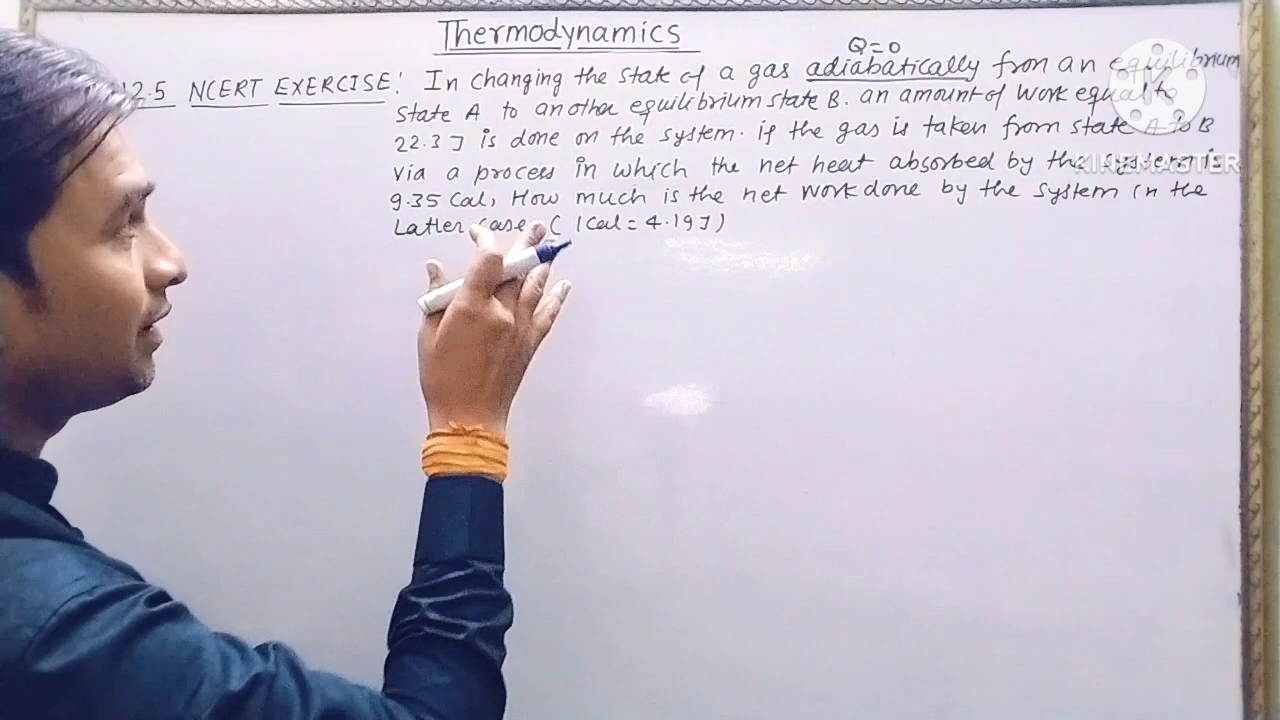 Thermodynamics
Q=0
12.5 NCERT EXERCISE: In changing the state of a gas adiabatically from an equilibrium
state A to another equilibrium state B. an amount of work equal to
22.3J is done on the system. if the gas is taken from state A to B
via a process in which the net heat absorbed by the system is
9.35 Cal, How much is the net work done by the system in the
Latter case. ( 1Cal = 4.19J)
K
KINEMASTER